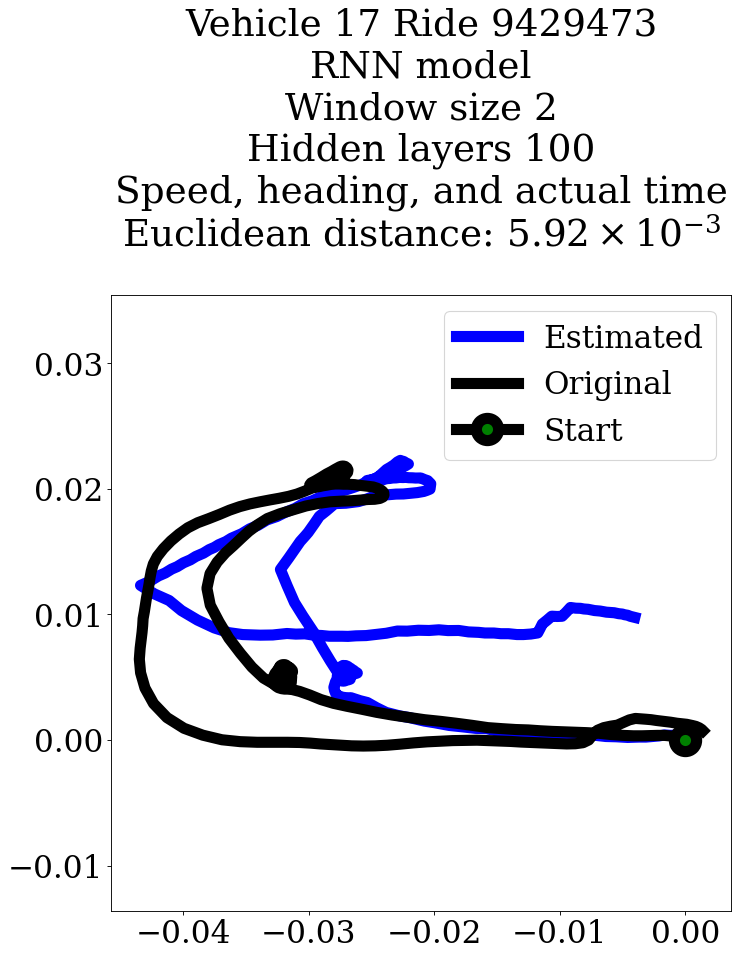 Vehicle 17 Ride 9429473
RNN model
Window size 2
Hidden layers 100
Speed, heading, and actual time
Euclidean distance: 5.92 × 10⁻³
Estimated
Original
Start
0.03
0.02
0.01
0.00
−0.01
−0.04 −0.03 −0.02 −0.01 0.00